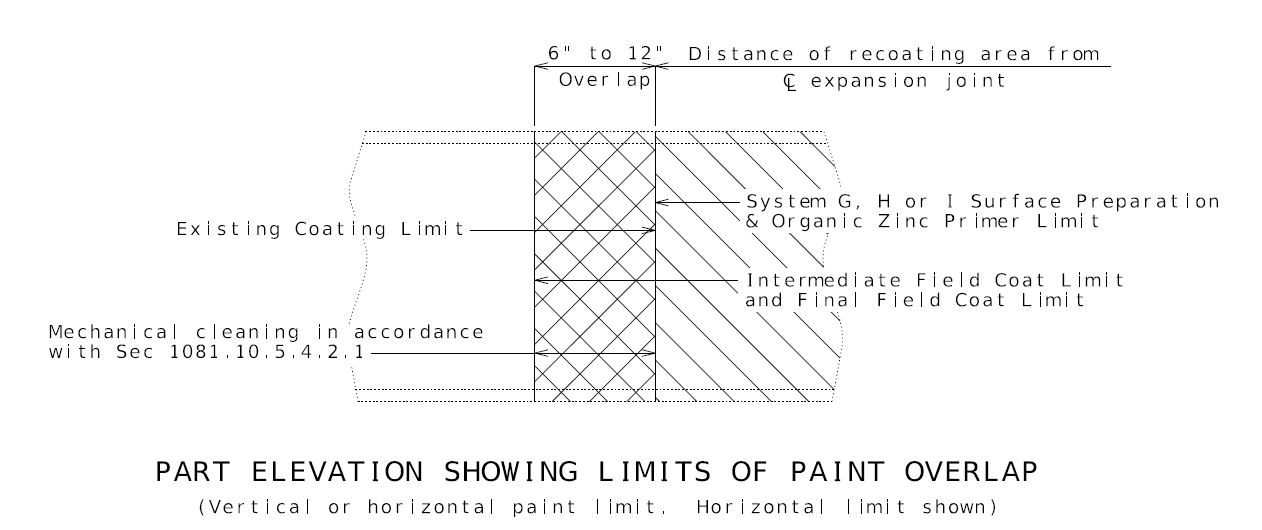 6" to 12"
Overlap
Distance of recoating area from
℄ expansion joint
System G, H or I Surface Preparation
& Organic Zinc Primer Limit
Existing Coating Limit
Intermediate Field Coat Limit
and Final Field Coat Limit
Mechanical cleaning in accordance
with Sec 1081.10.5.4.2.1
PART ELEVATION SHOWING LIMITS OF PAINT OVERLAP
(Vertical or horizontal paint limit. Horizontal limit shown)